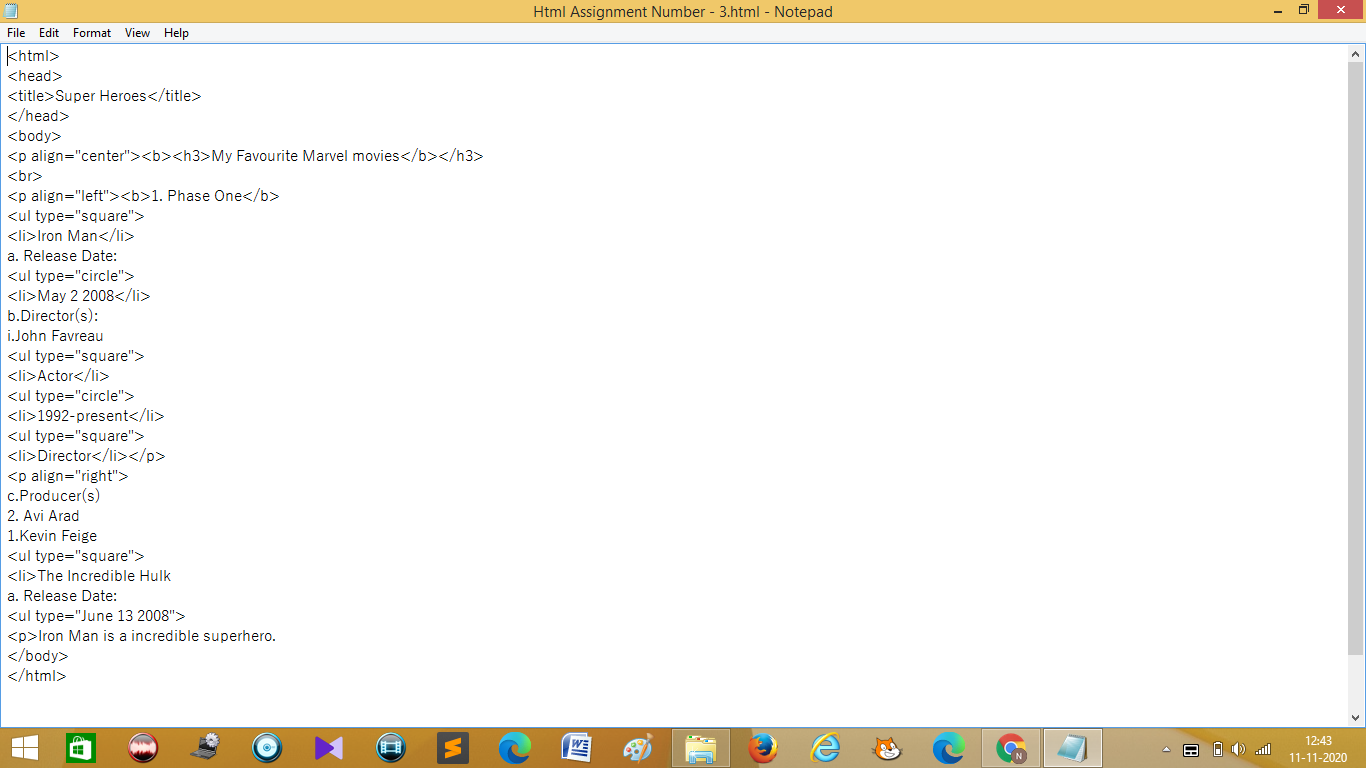 Html Assignment Number - 3.html - Notepad
File Edit Format View Help
<html>
<head>
<title>Super Heroes</title>
</head>
<body>
<p align="center"><b><h3>My Favourite Marvel movies</b></h3>
<br>
<p align="left"><b>1. Phase One</b>
<ul type="square">
<li>Iron Man</li>
a. Release Date:
<ul type="circle">
<li>May 2 2008</li>
b.Director(s):
i.John Favreau
<ul type="square">
<li>Actor</li>
<ul type="circle">
<li>1992-present</li>
<ul type="square">
<li>Director</li></p>
<p align="right">
c.Producer(s)
2. Avi Arad
1.Kevin Feige
<ul type="square">
<li>The Incredible Hulk
a. Release Date:
<ul type="June 13 2008">
<p>Iron Man is a incredible superhero.
</body>
</html>
N
12:43
11-11-2020